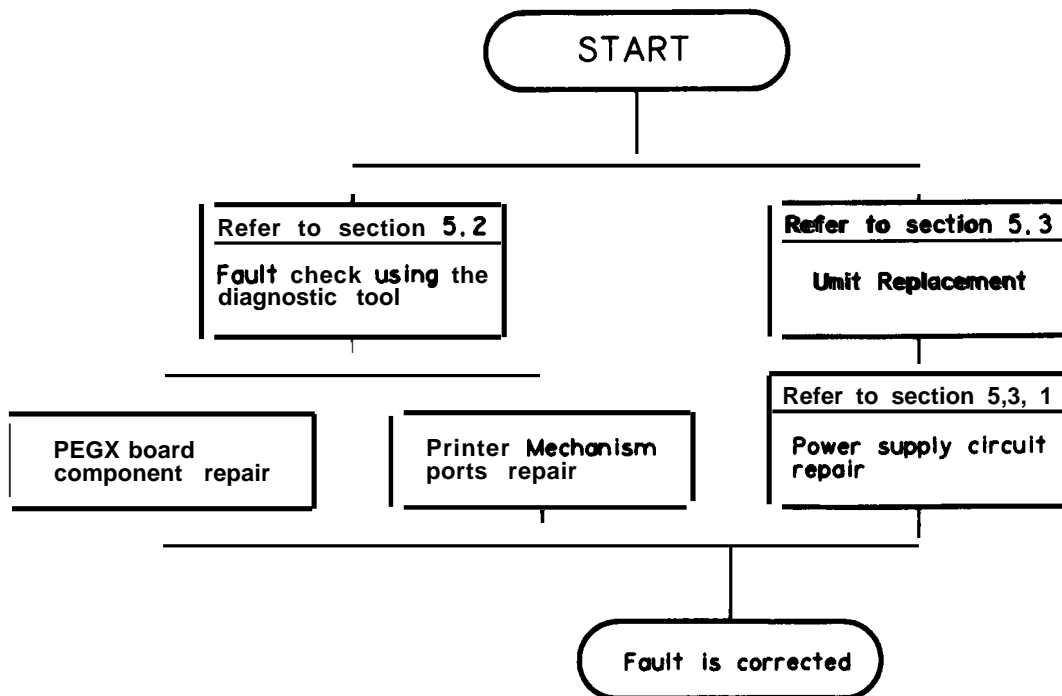 START
Refer to section 5.2
Fault check using the
diagnostic tool
Refer to section 5.3
Unit Replacement
PEGX board
component repair
Printer Mechanism
ports repair
Refer to section 5,3, 1
Power supply circuit
repair
Fault is corrected